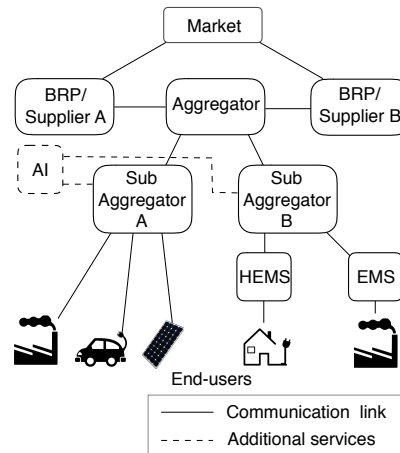 Market
BRP/
Supplier A
Aggregator
BRP/
Supplier B
AI
Sub
Aggregator
A
Sub
Aggregator
B
HEMS
EMS
End-users
Communication link
Additional services